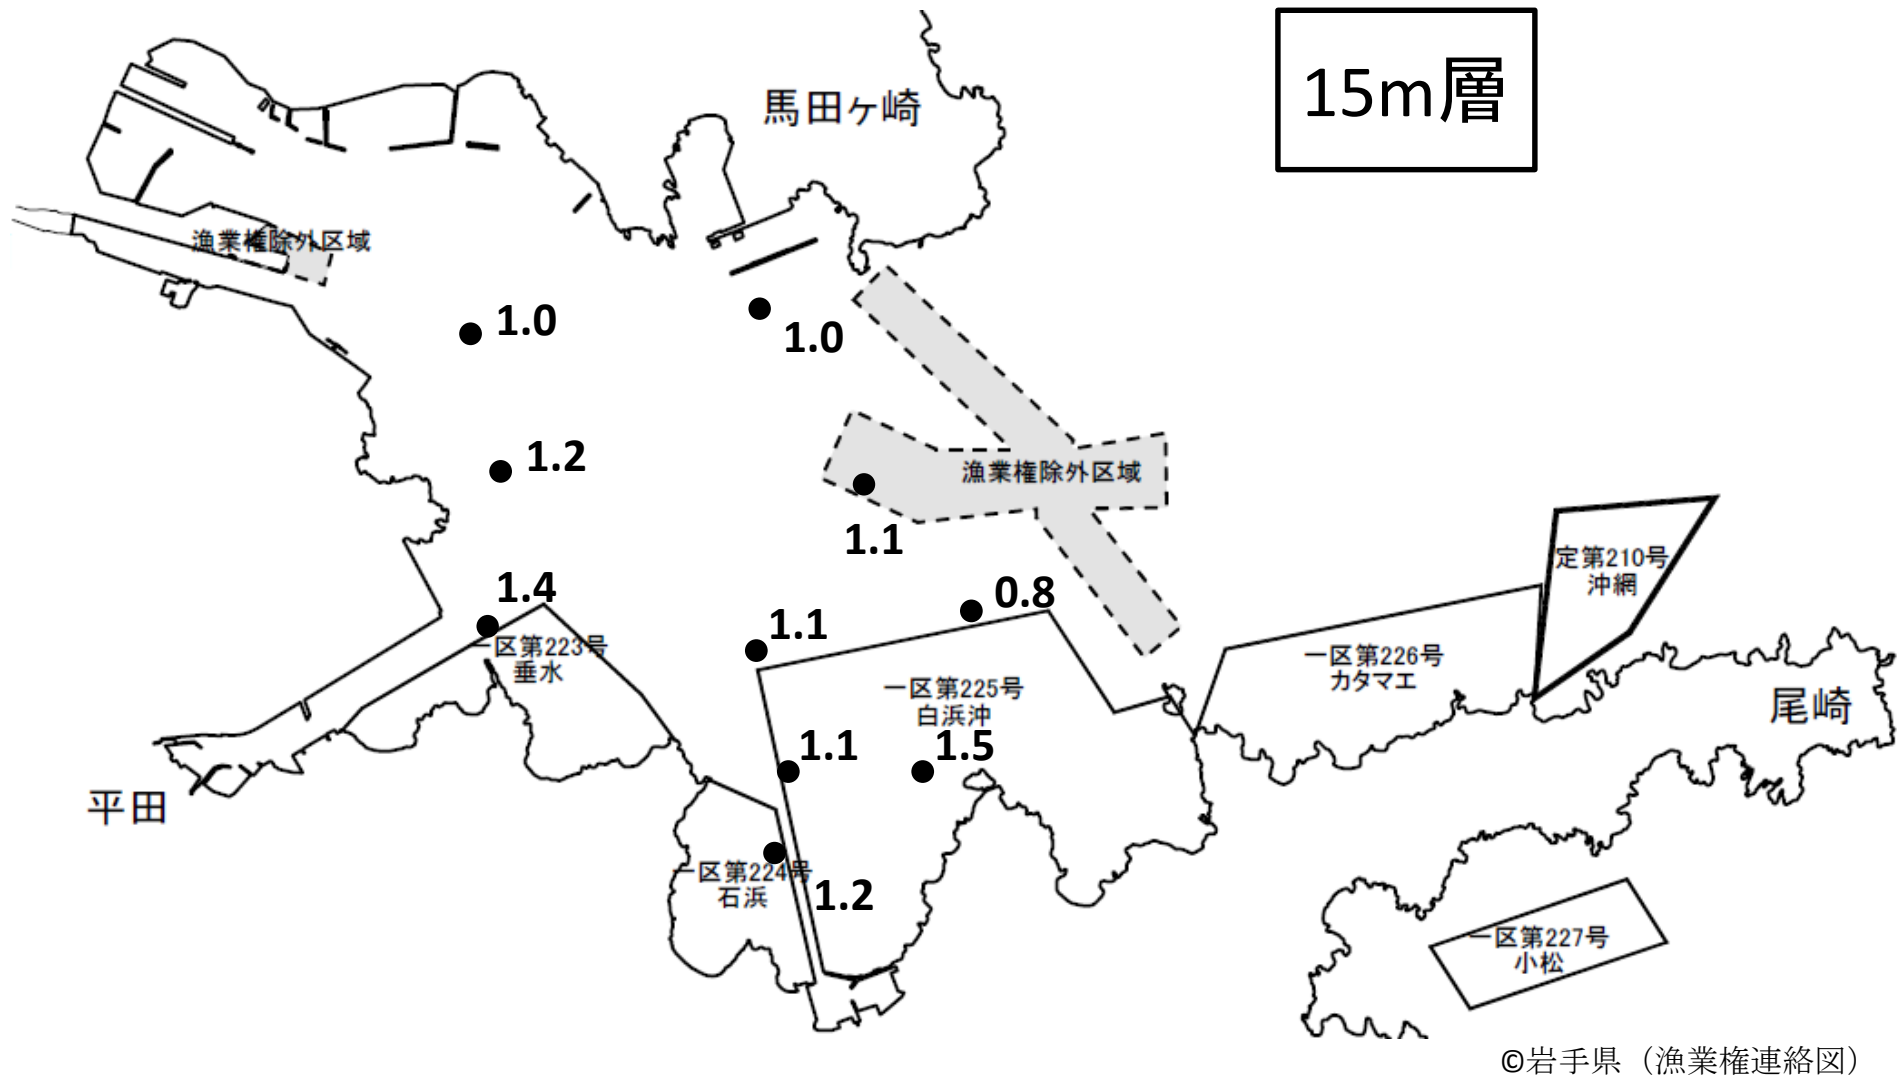 15m層
馬田ヶ崎
漁業権除外区域
1.0
1.0
1.2
漁業権除外区域
1.1
定第210号
沖網
1.4
0.8
1.1
一区第223号
垂水
一区第226号
カタマエ
一区第225号
白浜沖
尾崎
1.1
1.5
平田
一区第224号
石浜
1.2
一区第227号
小松
©岩手県（漁業権連絡図）